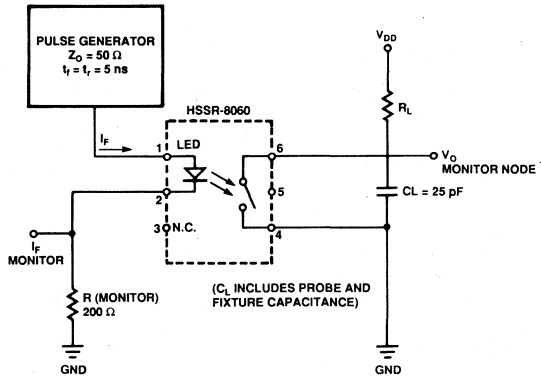 PULSE GENERATOR
Z_O = 50 Ω
t_f = t_r = 5 ns
V_DD
HSSR-8060
R_L
I_F
LED
1
6
V_O
MONITOR NODE
CL = 25 pF
5
2
3
N.C.
4
I_F
MONITOR
R (MONITOR)
200 Ω
(C_L INCLUDES PROBE AND
FIXTURE CAPACITANCE)
GND
GND